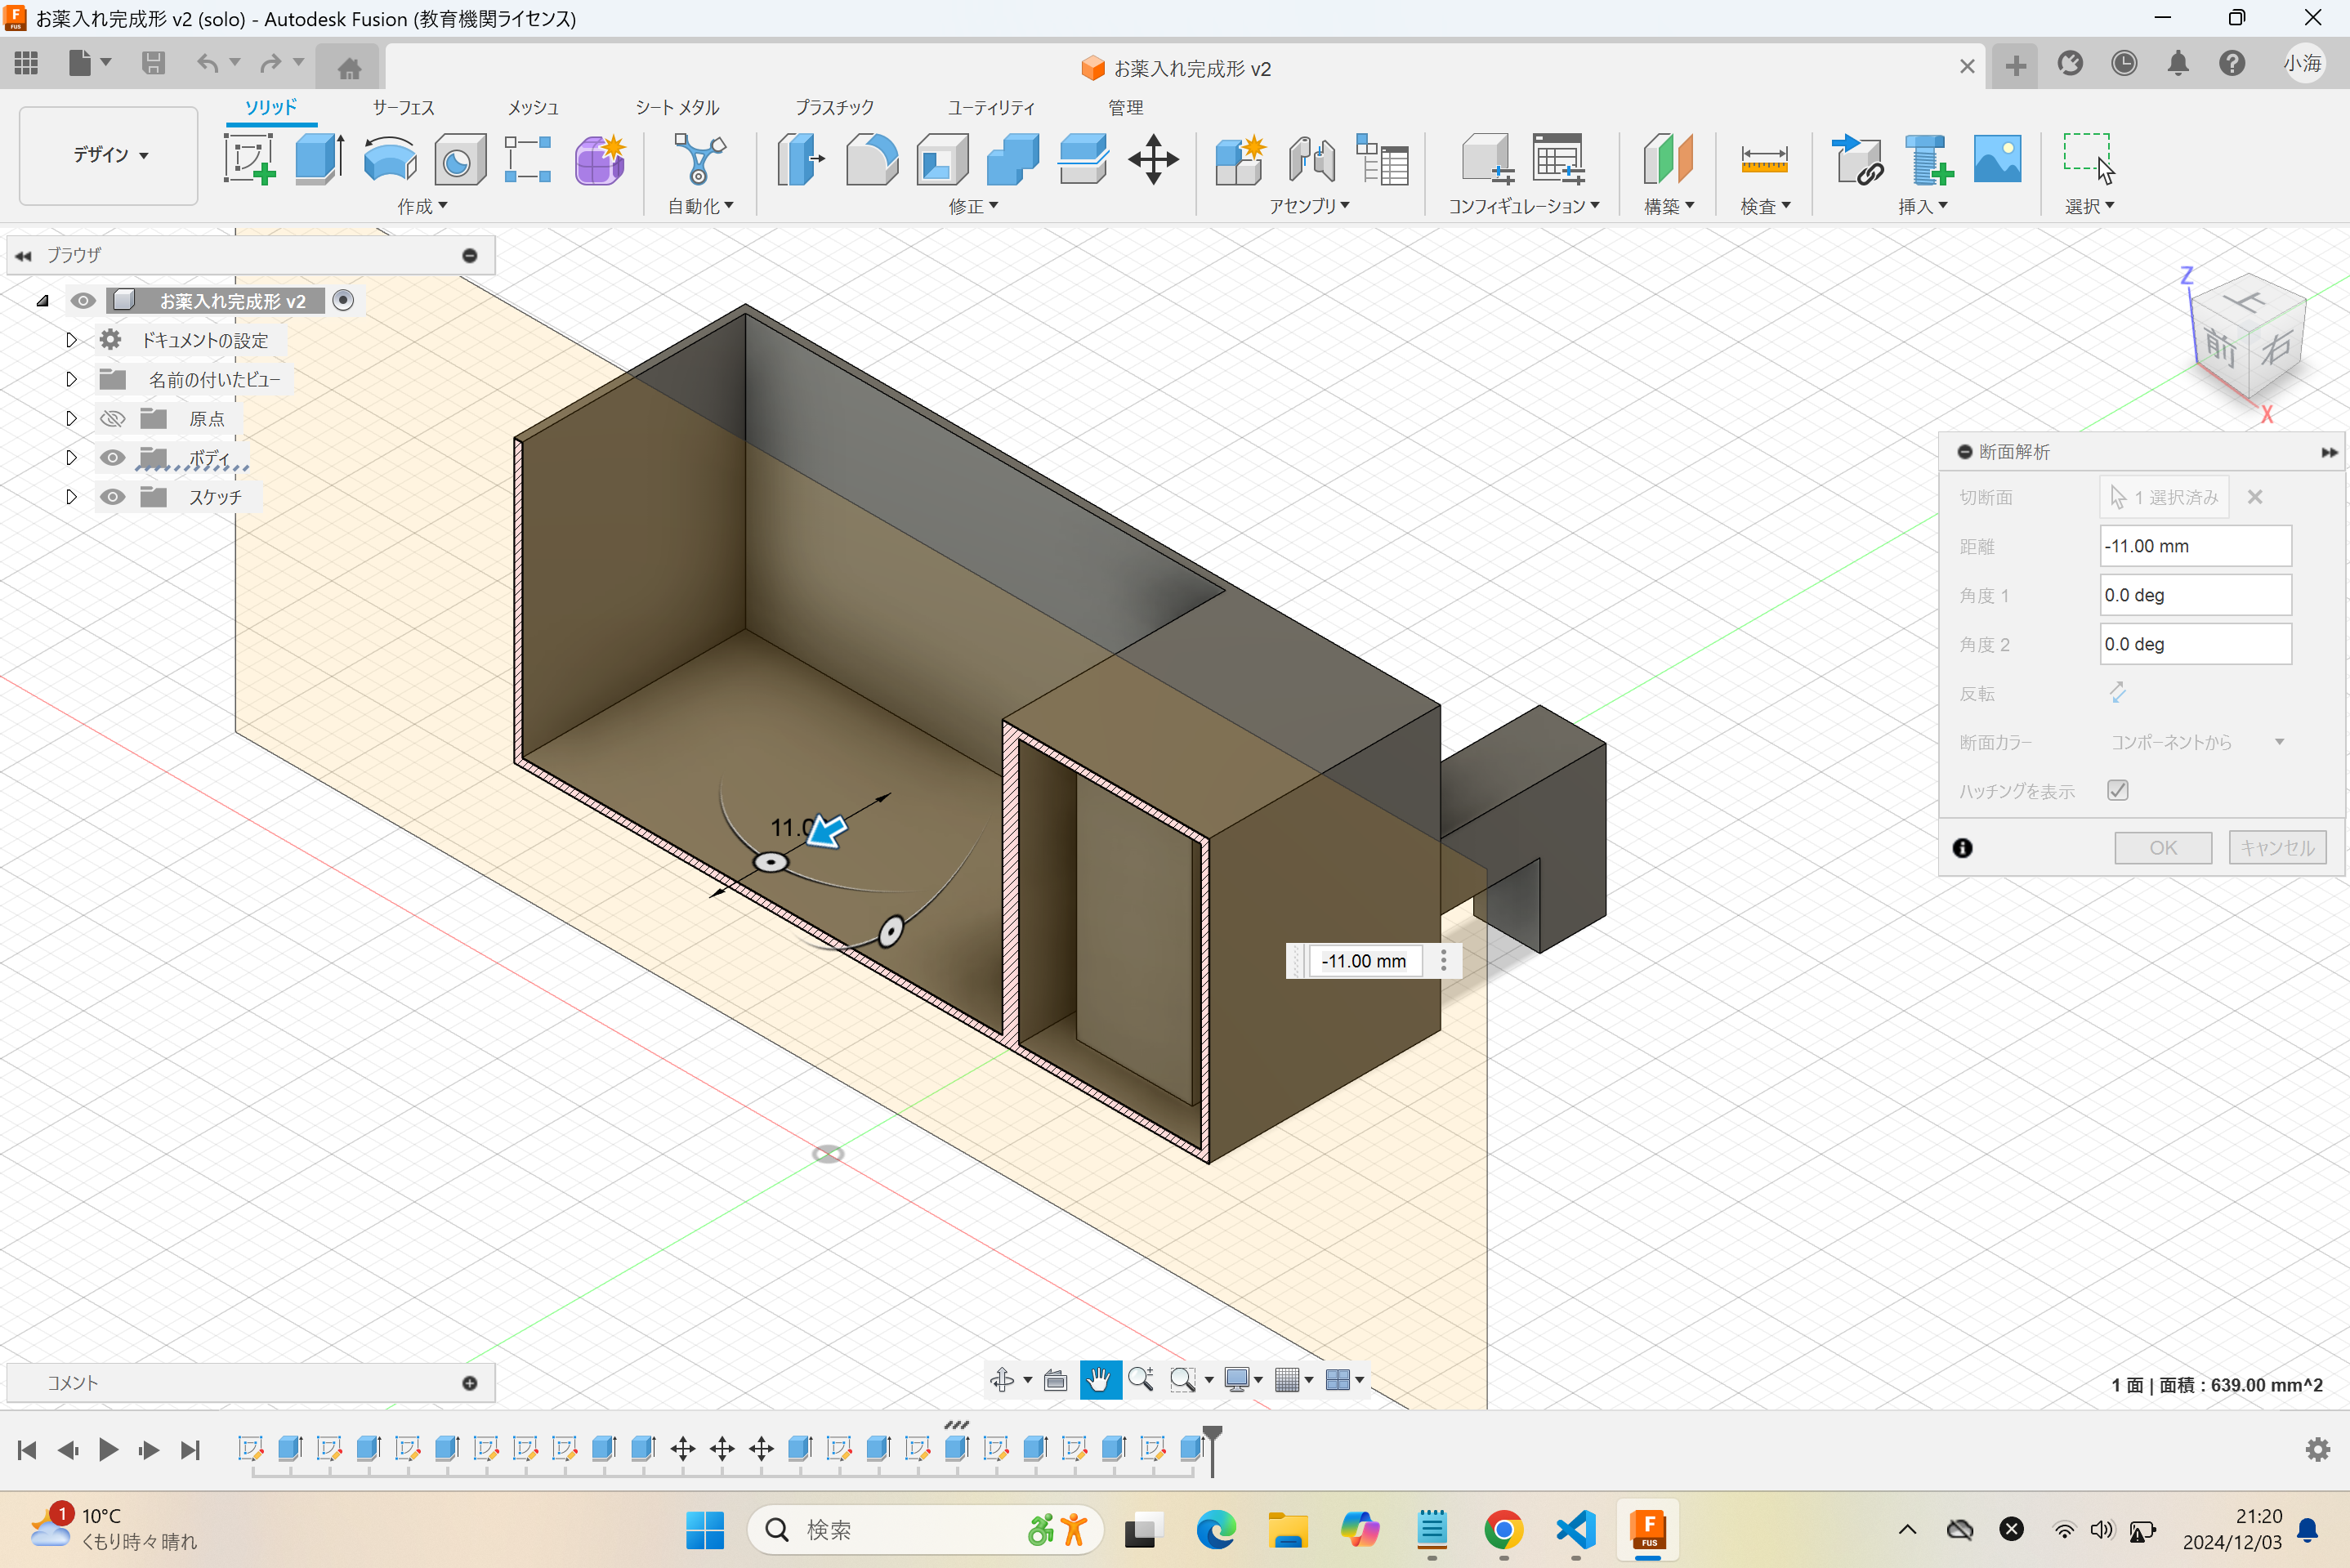 お薬入れ完成形 v2 (solo) - Autodesk Fusion (教育機関ライセンス)
お薬入れ完成形 v2
小海
デザイン
ソリッド
サーフェス
メッシュ
シート メタル
プラスチック
ユーティリティ
管理
作成
自動化
修正
アセンブリ
コンフィギュレーション
構築
検査
挿入
選択
ブラウザ
お薬入れ完成形 v2
ドキュメントの設定
名前の付いたビュー
原点
ボディ
スケッチ
Z
上
前
右
X
断面解析
切断面 1 選択済み
距離 -11.00 mm
角度 1 0.0 deg
角度 2 0.0 deg
反転
断面カラー コンポーネントから
ハッチングを表示
OK キャンセル
-11.00 mm
コメント
1 面 | 面積 : 639.00 mm^2
1
10°C
くもり時々晴れ
検索
F
FUS
21:20
2024/12/03